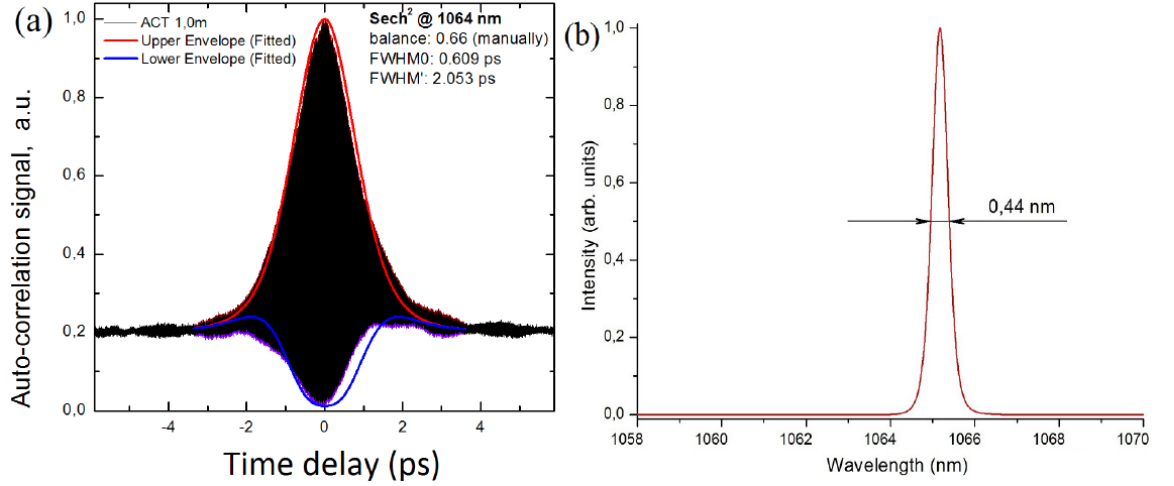 (a)
ACT 1,0m
Upper Envelope (Fitted)
Lower Envelope (Fitted)
Sech² @ 1064 nm
balance: 0.66 (manually)
FWHM0: 0.609 ps
FWHM': 2.053 ps
Auto-correlation signal, a.u.
1,0
0,8
0,6
0,4
0,2
0,0
-4
-2
0
2
4
Time delay (ps)
(b)
0,44 nm
Intensity (arb. units)
1,0
0,8
0,6
0,4
0,2
0,0
1058
1060
1062
1064
1066
1068
1070
Wavelength (nm)